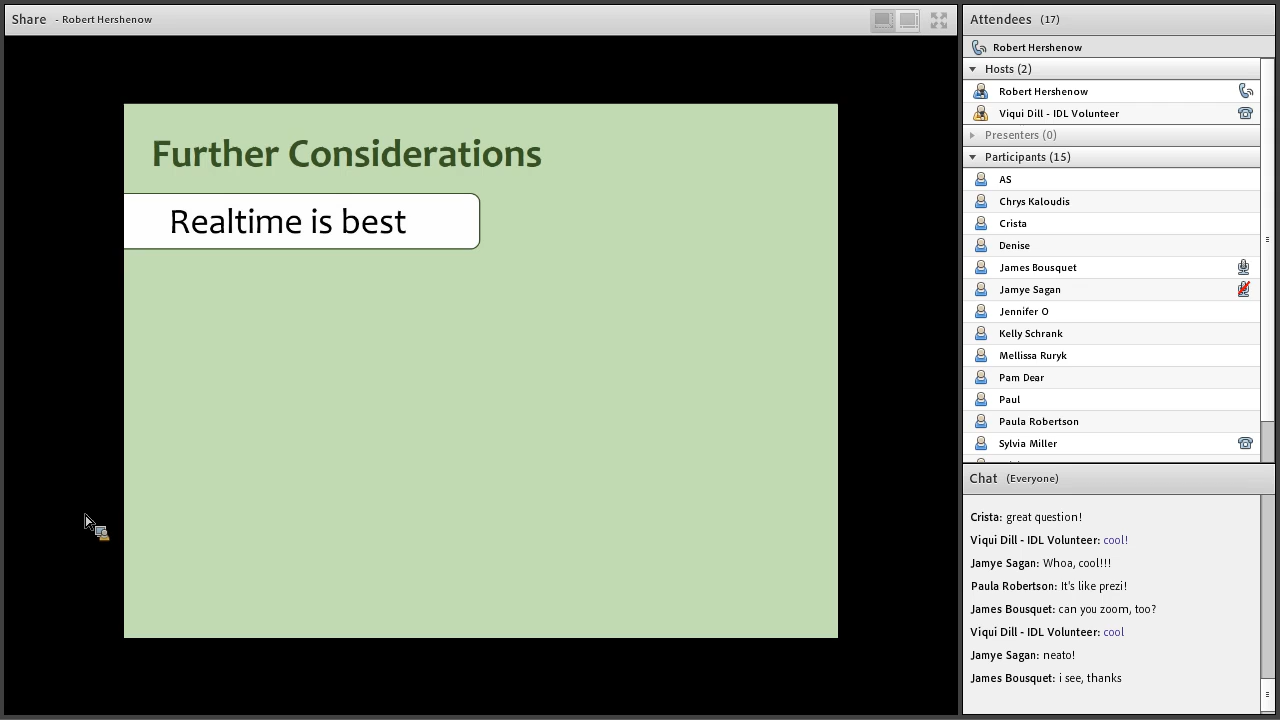 Share - Robert Hershenow
Further Considerations
Realtime is best
Attendees (17)
Robert Hershenow
Hosts (2)
Robert Hershenow
Viqui Dill - IDL Volunteer
Presenters (0)
Participants (15)
AS
Chrys Kaloudis
Crista
Denise
James Bousquet
Jamye Sagan
Jennifer O
Kelly Schrank
Mellissa Ruryk
Pam Dear
Paul
Paula Robertson
Sylvia Miller
Chat (Everyone)
Crista: great question!
Viqui Dill - IDL Volunteer: cool!
Jamye Sagan: Whoa, cool!!!
Paula Robertson: It's like prezi!
James Bousquet: can you zoom, too?
Viqui Dill - IDL Volunteer: cool
Jamye Sagan: neato!
James Bousquet: i see, thanks